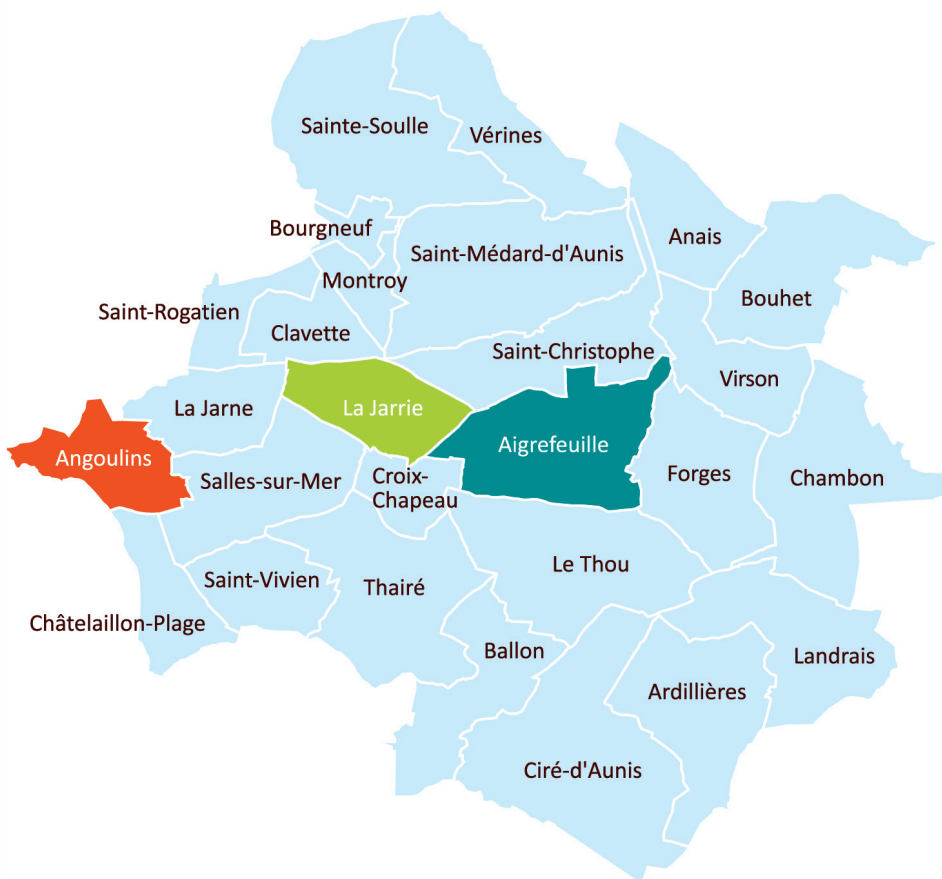 Sainte-Soulle
Vérines
Bourgneuf
Anais
Saint-Médard-d'Aunis
Montroy
Bouhet
Saint-Rogatien
Clavette
Saint-Christophe
Virson
La Jarne
La Jarrie
Aigrefeuille
Angoulins
Salles-sur-Mer
Croix-
Chapeau
Forges
Chambon
Le Thou
Saint-Vivien
Thairé
Châtelaillon-Plage
Ballon
Landrais
Ardillières
Ciré-d'Aunis